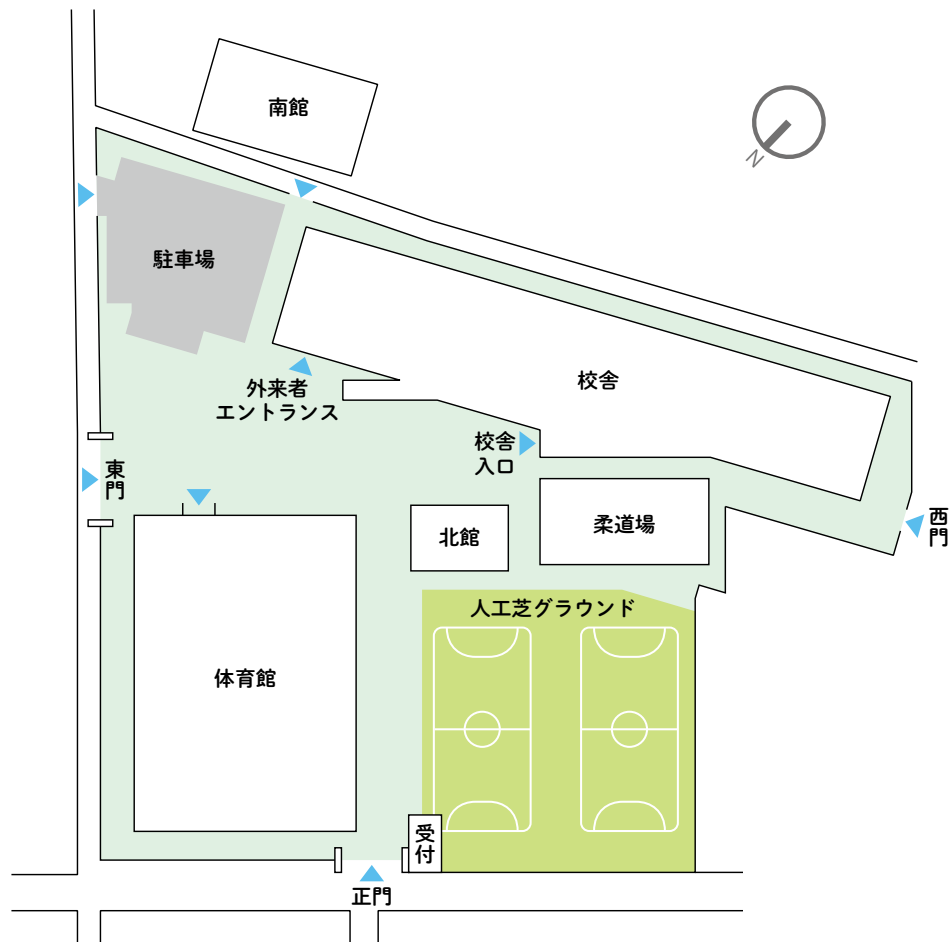 南館
N
駐車場
外来者
エントランス
校舎
校舎
入口
東門
西門
北館
柔道場
人工芝グラウンド
体育館
受付
正門